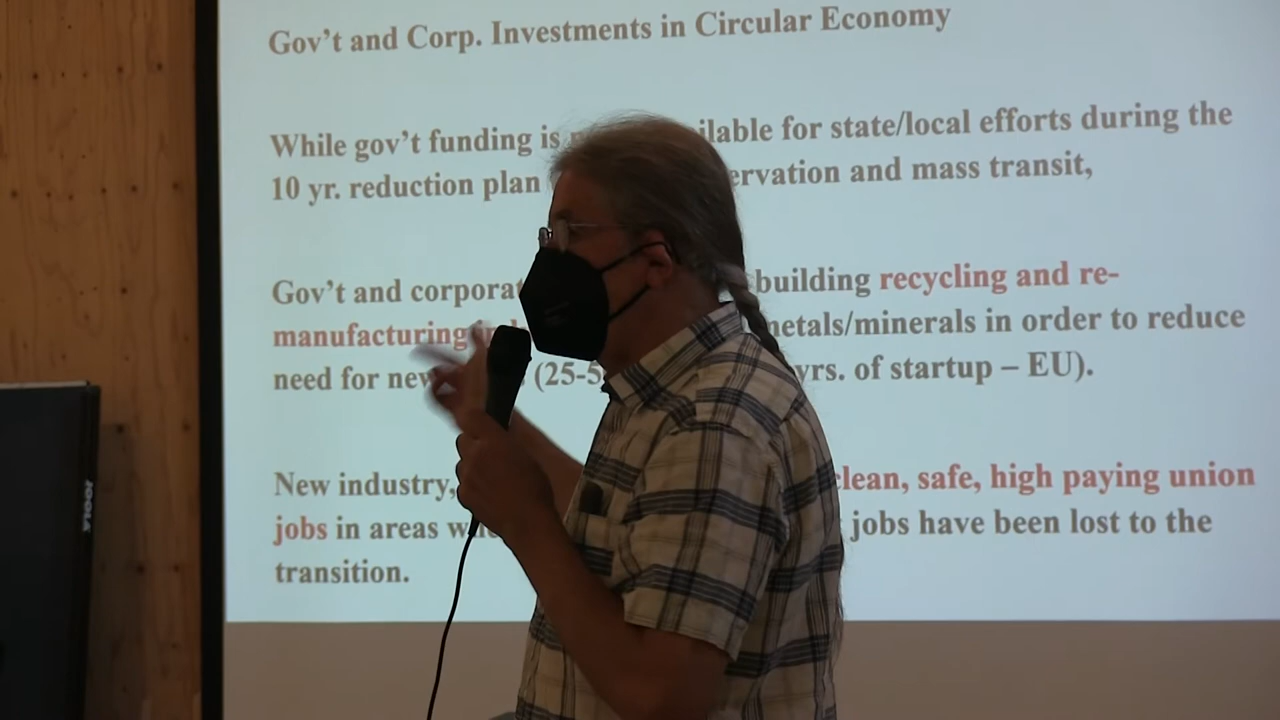 Gov't and Corp. Investments in Circular Economy
While gov't funding is ilable for state/local efforts during the
10 yr. reduction plan ervation and mass transit,
Gov't and corporat building recycling and re-
manufacturing metals/minerals in order to reduce
need for new (25-5 yrs. of startup – EU).
New industry, clean, safe, high paying union
jobs in areas jobs have been lost to the
transition.
JOOLA